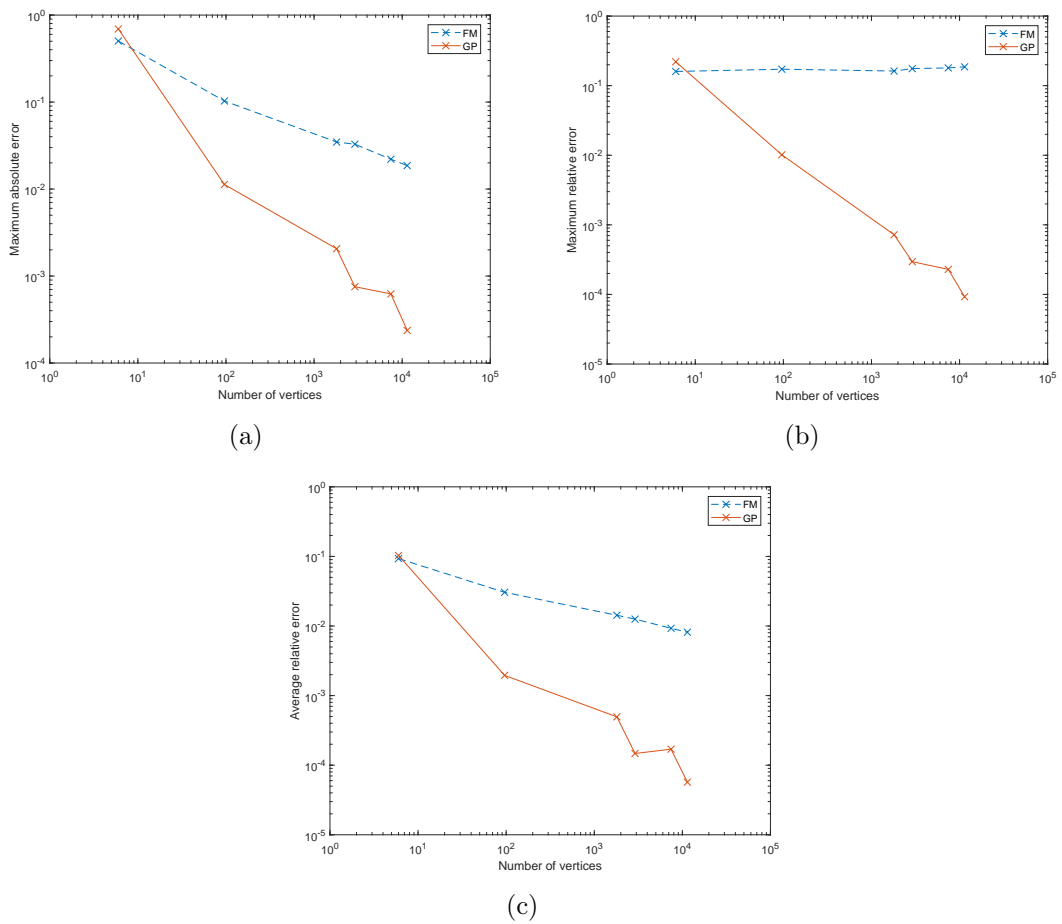 10^0
10^-1
10^-2
10^-3
10^-4
Maximum absolute error
10^0 10^1 10^2 10^3 10^4 10^5
Number of vertices
FM
GP
(a)
10^0
10^-1
10^-2
10^-3
10^-4
10^-5
Maximum relative error
10^0 10^1 10^2 10^3 10^4 10^5
Number of vertices
FM
GP
(b)
10^0
10^-1
10^-2
10^-3
10^-4
10^-5
Average relative error
10^0 10^1 10^2 10^3 10^4 10^5
Number of vertices
FM
GP
(c)